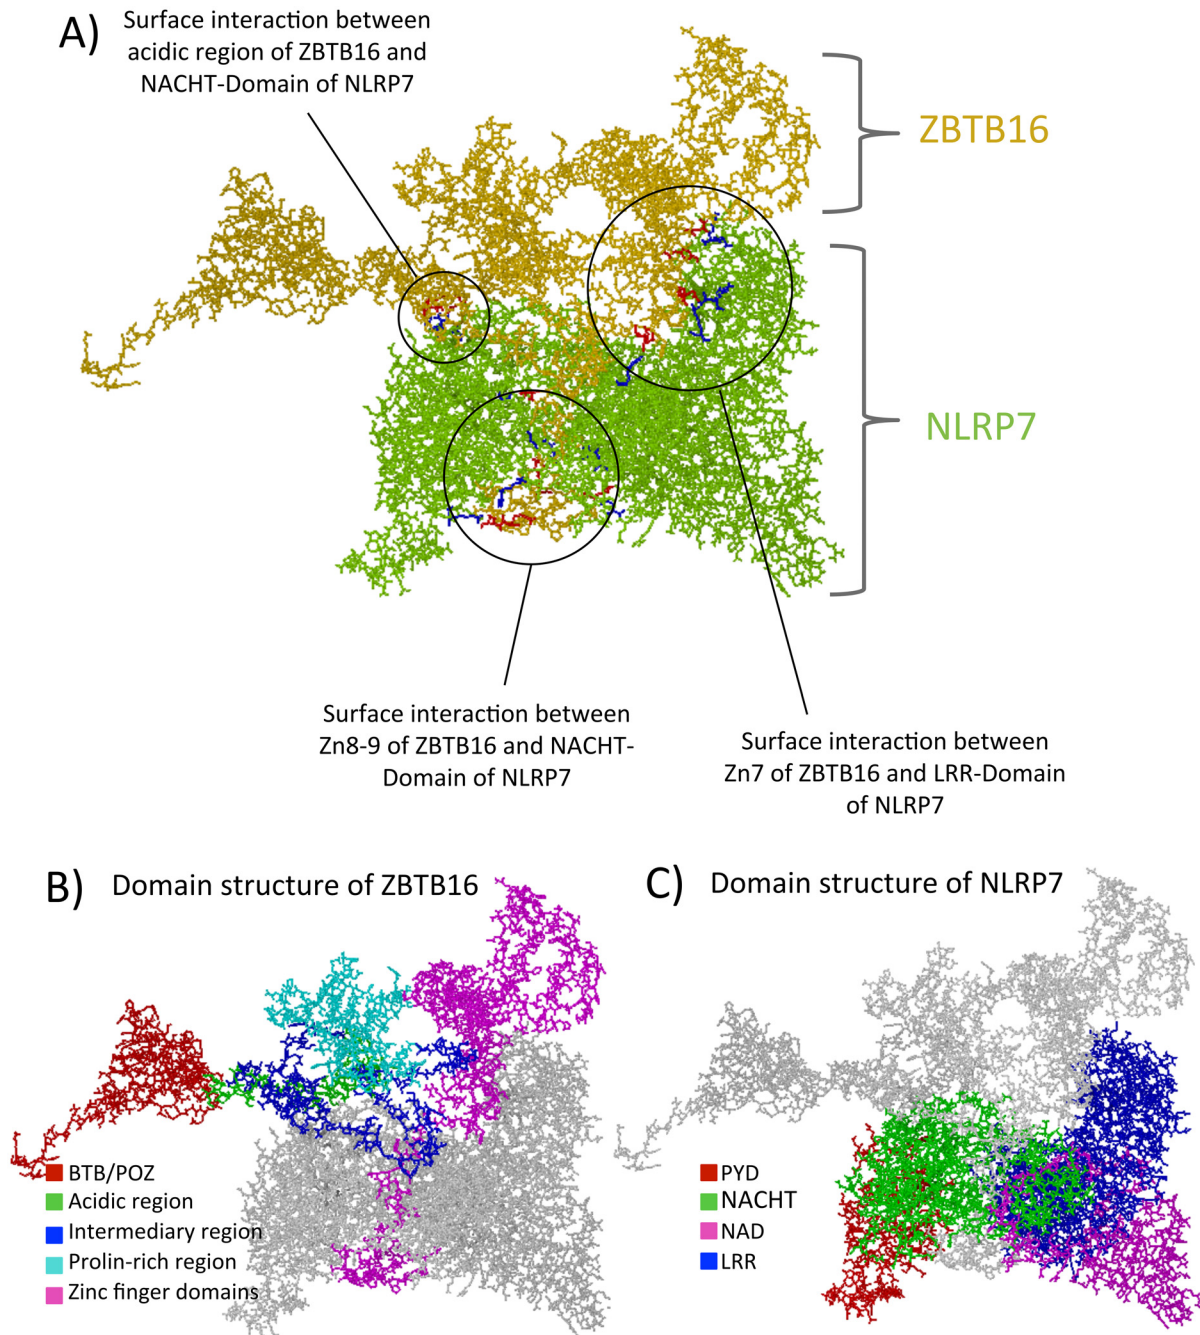 A)
Surface interaction between
acidic region of ZBTB16 and
NACHT-Domain of NLRP7
ZBTB16
NLRP7
Surface interaction between
Zn8-9 of ZBTB16 and NACHT-
Domain of NLRP7
Surface interaction between
Zn7 of ZBTB16 and LRR-Domain
of NLRP7
B) Domain structure of ZBTB16
BTB/POZ
Acidic region
Intermediary region
Prolin-rich region
Zinc finger domains
C) Domain structure of NLRP7
PYD
NACHT
NAD
LRR